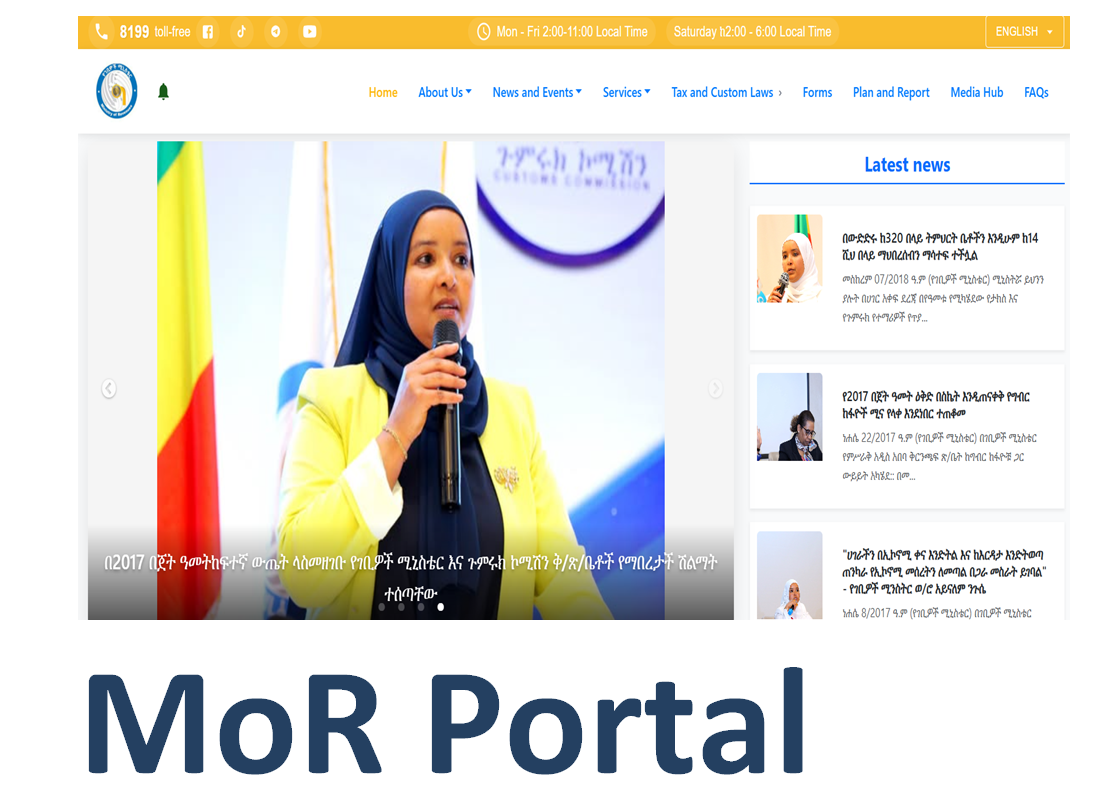 8199 toll-free
Mon - Fri 2:00-11:00 Local Time
Saturday ከ2:00 - 6:00 Local Time
ENGLISH
Home About Us News and Events Services Tax and Custom Laws Forms Plan and Report Media Hub FAQs
ጉምሩክ ኮሚሽን
CUSTOMS COMMISSION
በ2017 በጀት ዓመትከፍተኛ ውጤት ላስመዘገቡ የገቢዎች ሚኒስቴር እና ጉምሩክ ኮሚሽን ቅ/ጽ/ቤቶች የማበረታቻ ሽልማት
ተሰጣቸው
Latest news
በውድድሩ ከ320 በላይ ትምህርት ቤቶችን እንዲሁም ከ14
ሺህ በላይ ማህበረሰብን ማሳተፍ ተችሏል
መስከረም 07/2018 ዓ.ም (የገቢዎች ሚኒስቴር) ሚኒስትሯ ይህንን
ያሉት በሀገር አቀፍ ደረጃ በየዓመቱ የሚካሄደው የታክስ እና
የጉምሩክ የተማሪዎች የጥያ...
የ2017 በጀት ዓመት ዕቅድ በስኬት እንዲጠናቀቅ የግብር
ከፋዮች ሚና የላቀ እንደነበር ተጠቆመ
ነሐሴ 22/2017 ዓ.ም (የገቢዎች ሚኒስቴር) በገቢዎች ሚኒስቴር
የምሥራቅ አዲስ አበባ ቅርንጫፍ ጽ/ቤት ከግብር ከፋዮቹ ጋር
ውይይት አካሄደ:: በመ...
"ሀገራችን በኢኮኖሚ ቀና እንድትል እና ከእርዳታ እንድትወጣ
ጠንካራ የኢኮኖሚ መሰረትን ለመጣል በጋራ መስራት ይገባል"
- የገቢዎች ሚንስትር ወ/ሮ አይናለም ንጉሴ
ነሐሴ 8/2017 ዓ.ም (የገቢዎች ሚኒስቴር) በገቢዎች ሚኒስቴር
MoR Portal